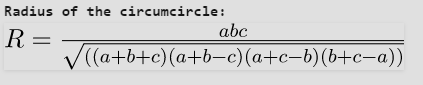 Radius of the circumcircle:
R = abc / √((a+b+c)(a+b−c)(a+c−b)(b+c−a))